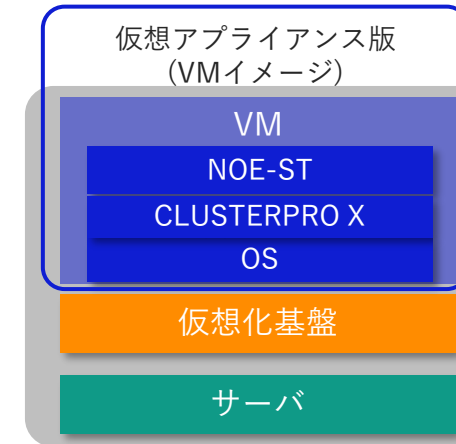 仮想アプライアンス版
(VMイメージ)
VM
NOE-ST
CLUSTERPRO X
OS
仮想化基盤
サーバ